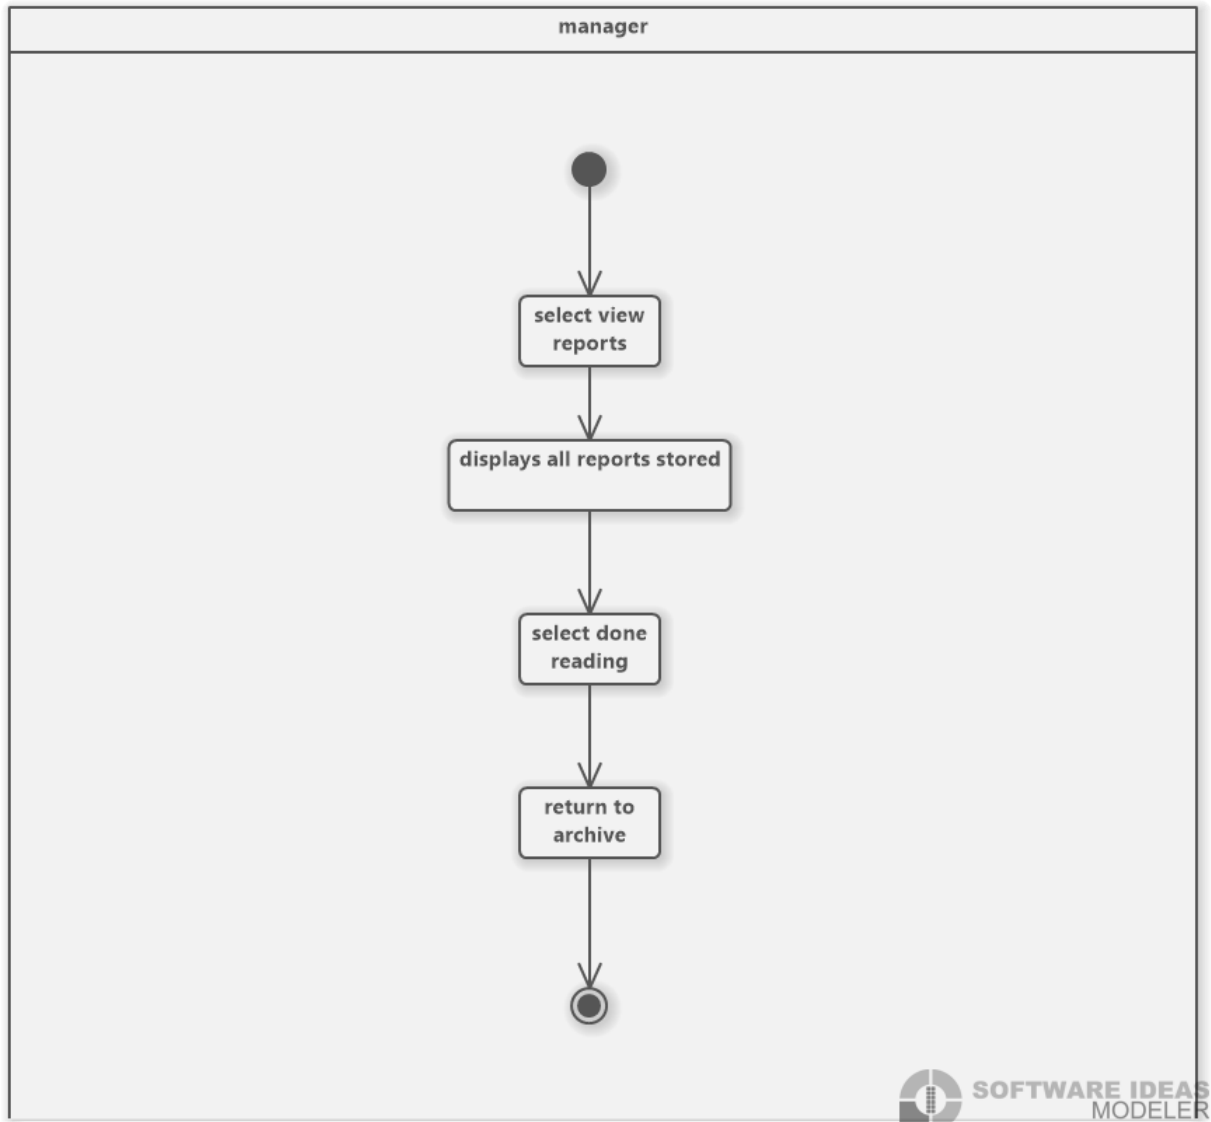 manager
select view
reports
displays all reports stored
select done
reading
return to
archive
SOFTWARE IDEAS
MODELER